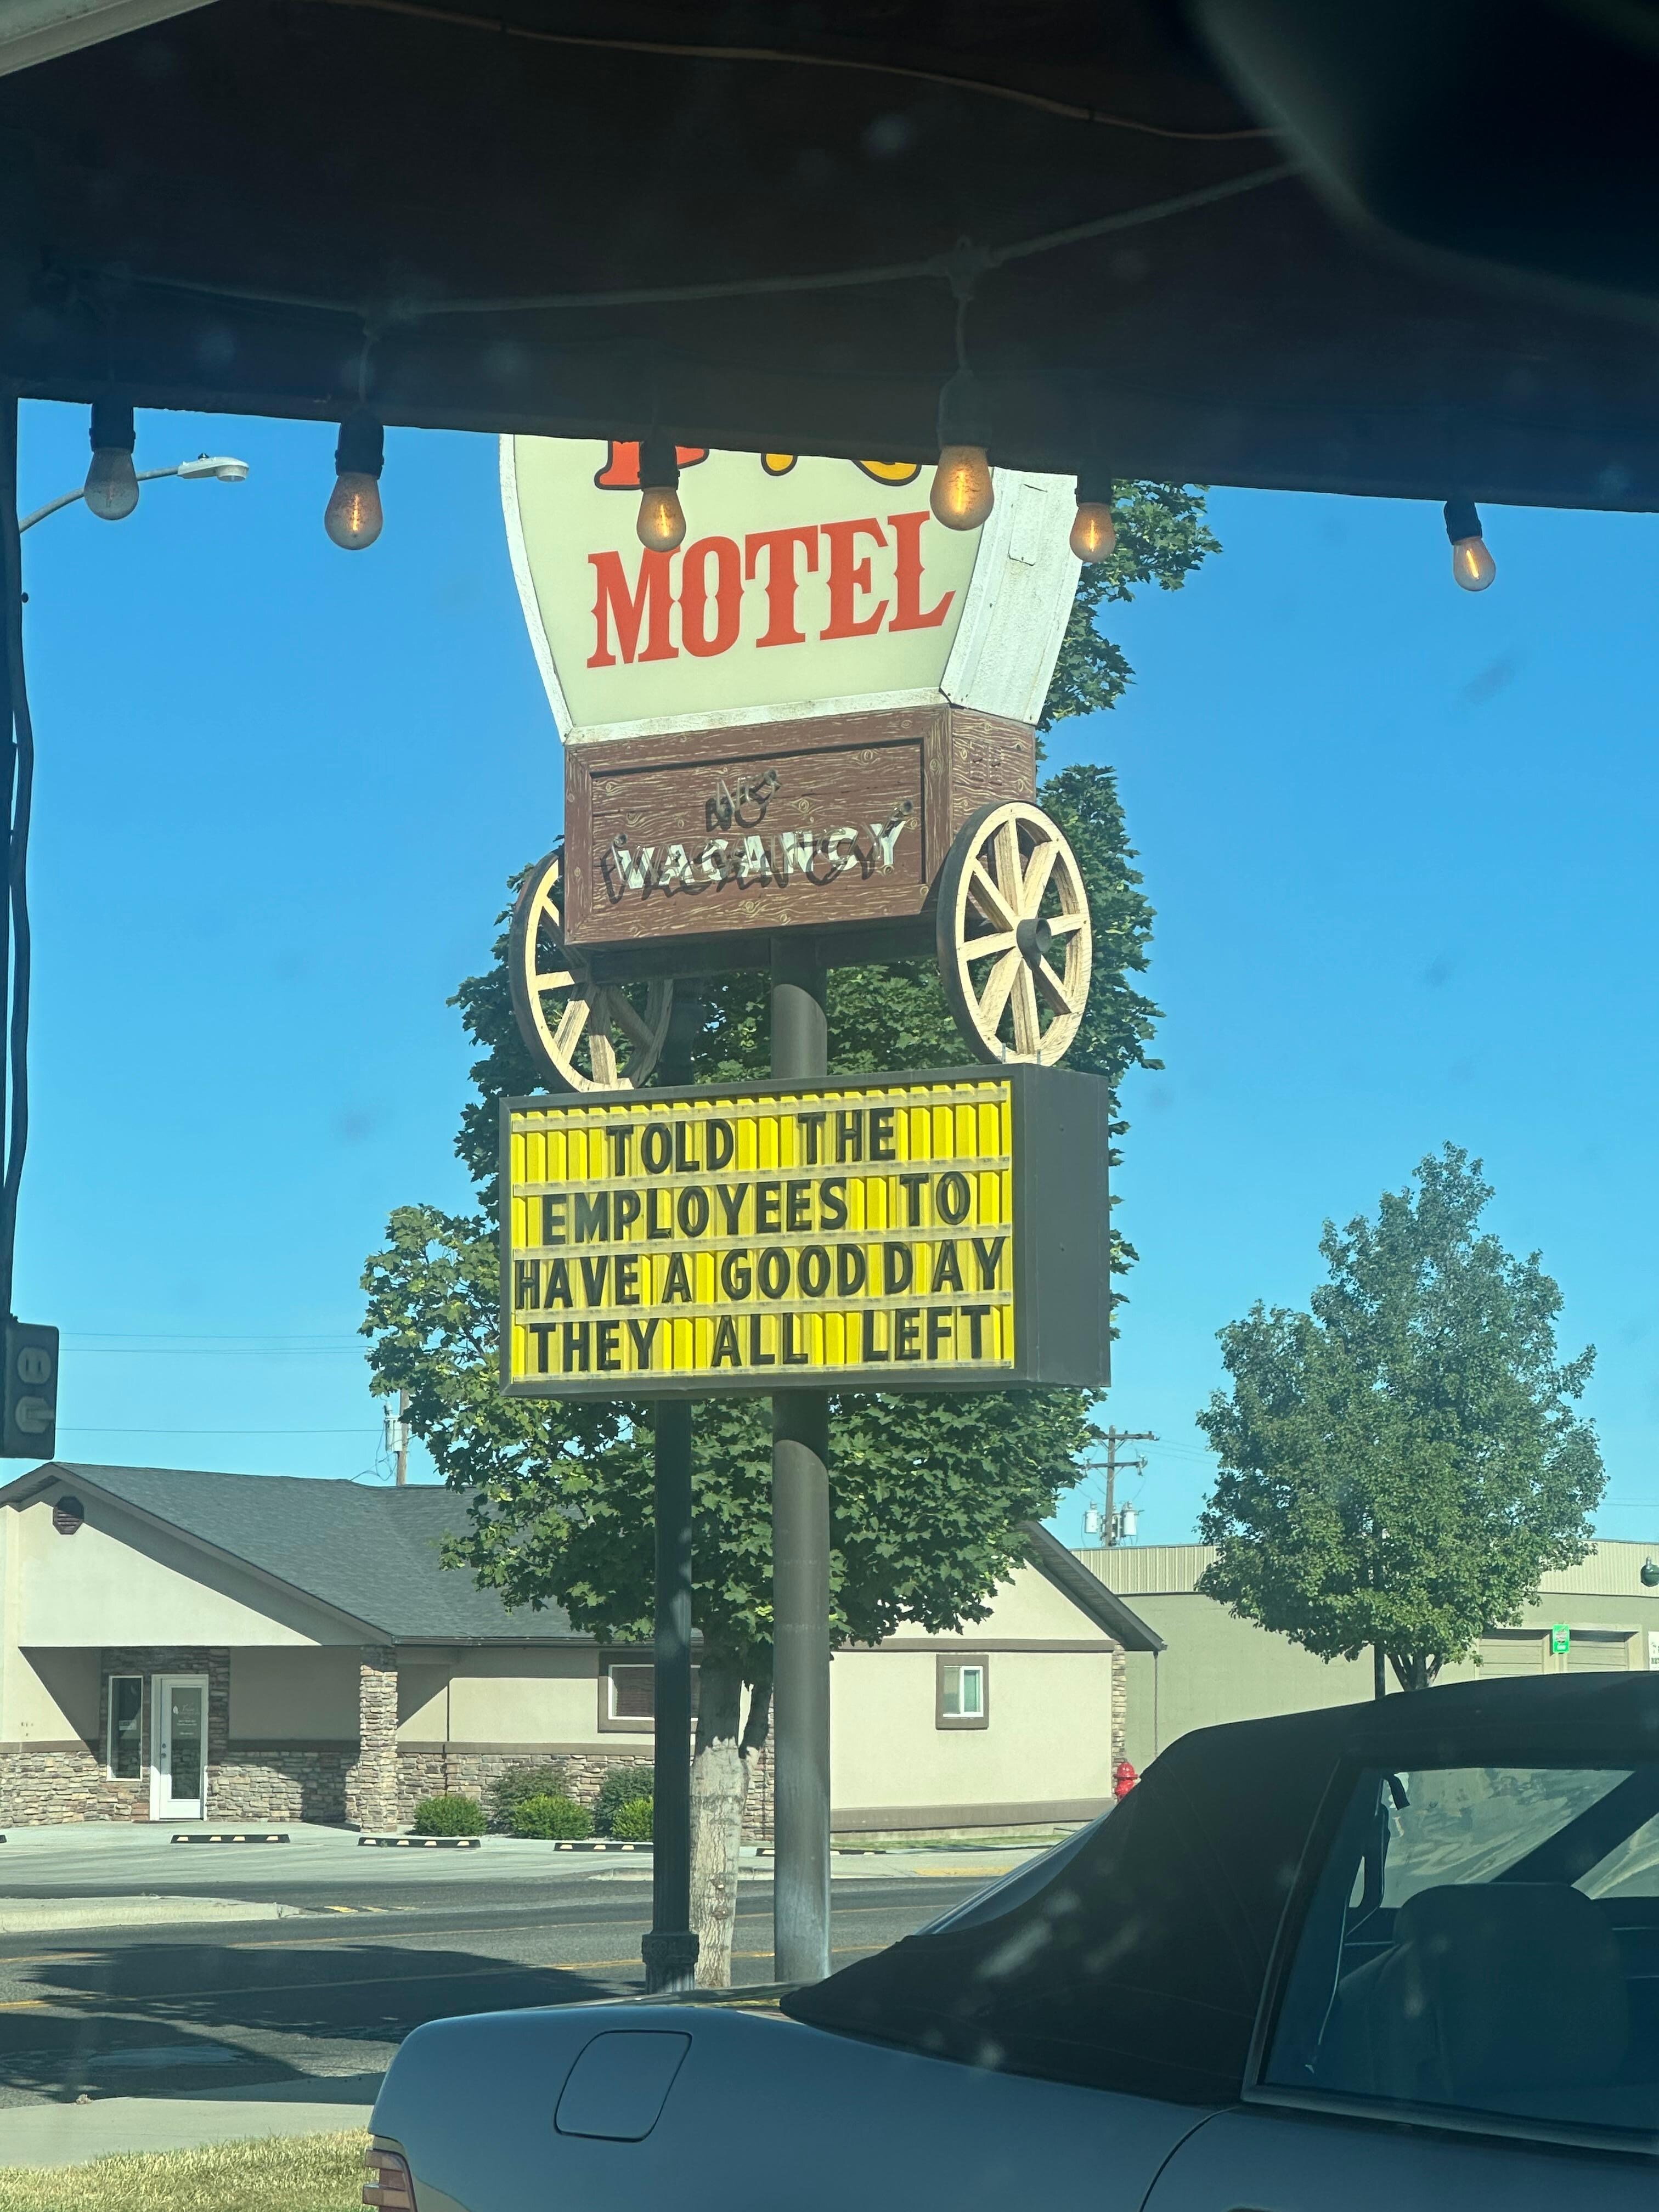 MOTEL
NO
VACANCY
TOLD THE
EMPLOYEES TO
HAVE A GOOD DAY
THEY ALL LEFT